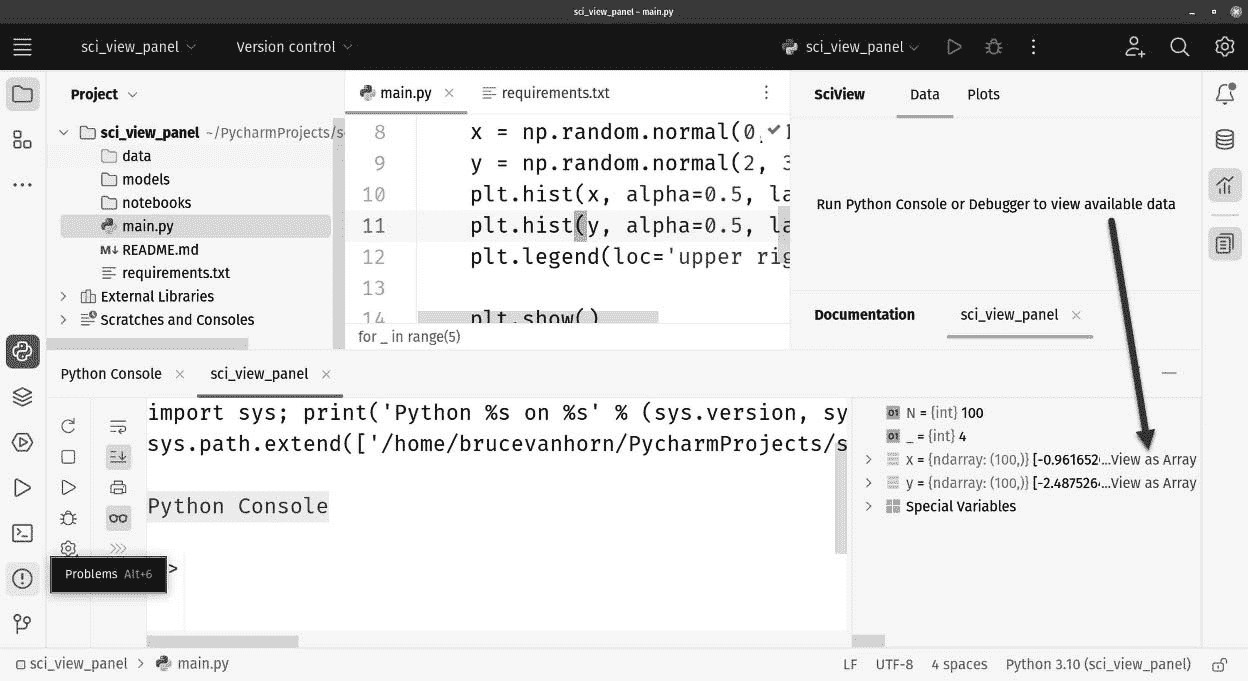 sci_view_panel – main.py
sci_view_panel Version control sci_view_panel
Project
sci_view_panel ~/PycharmProjects/s
data
models
notebooks
main.py
README.md
requirements.txt
External Libraries
Scratches and Consoles
main.py requirements.txt
8 x = np.random.normal(0,
9 y = np.random.normal(2, 3
10 plt.hist(x, alpha=0.5, la
11 plt.hist(y, alpha=0.5, la
12 plt.legend(loc='upper rig
13
14 plt.show()
for _ in range(5)
SciView Data Plots
Run Python Console or Debugger to view available data
Documentation sci_view_panel
Python Console sci_view_panel
import sys; print('Python %s on %s' % (sys.version, sy
sys.path.extend(['/home/brucevanhorn/PycharmProjects/s
Python Console
>
Problems Alt+6
01 N = {int} 100
01 _ = {int} 4
x = {ndarray: (100,)} [-0.961652...View as Array
y = {ndarray: (100,)} [-2.487526...View as Array
Special Variables
sci_view_panel > main.py
LF UTF-8 4 spaces Python 3.10 (sci_view_panel)